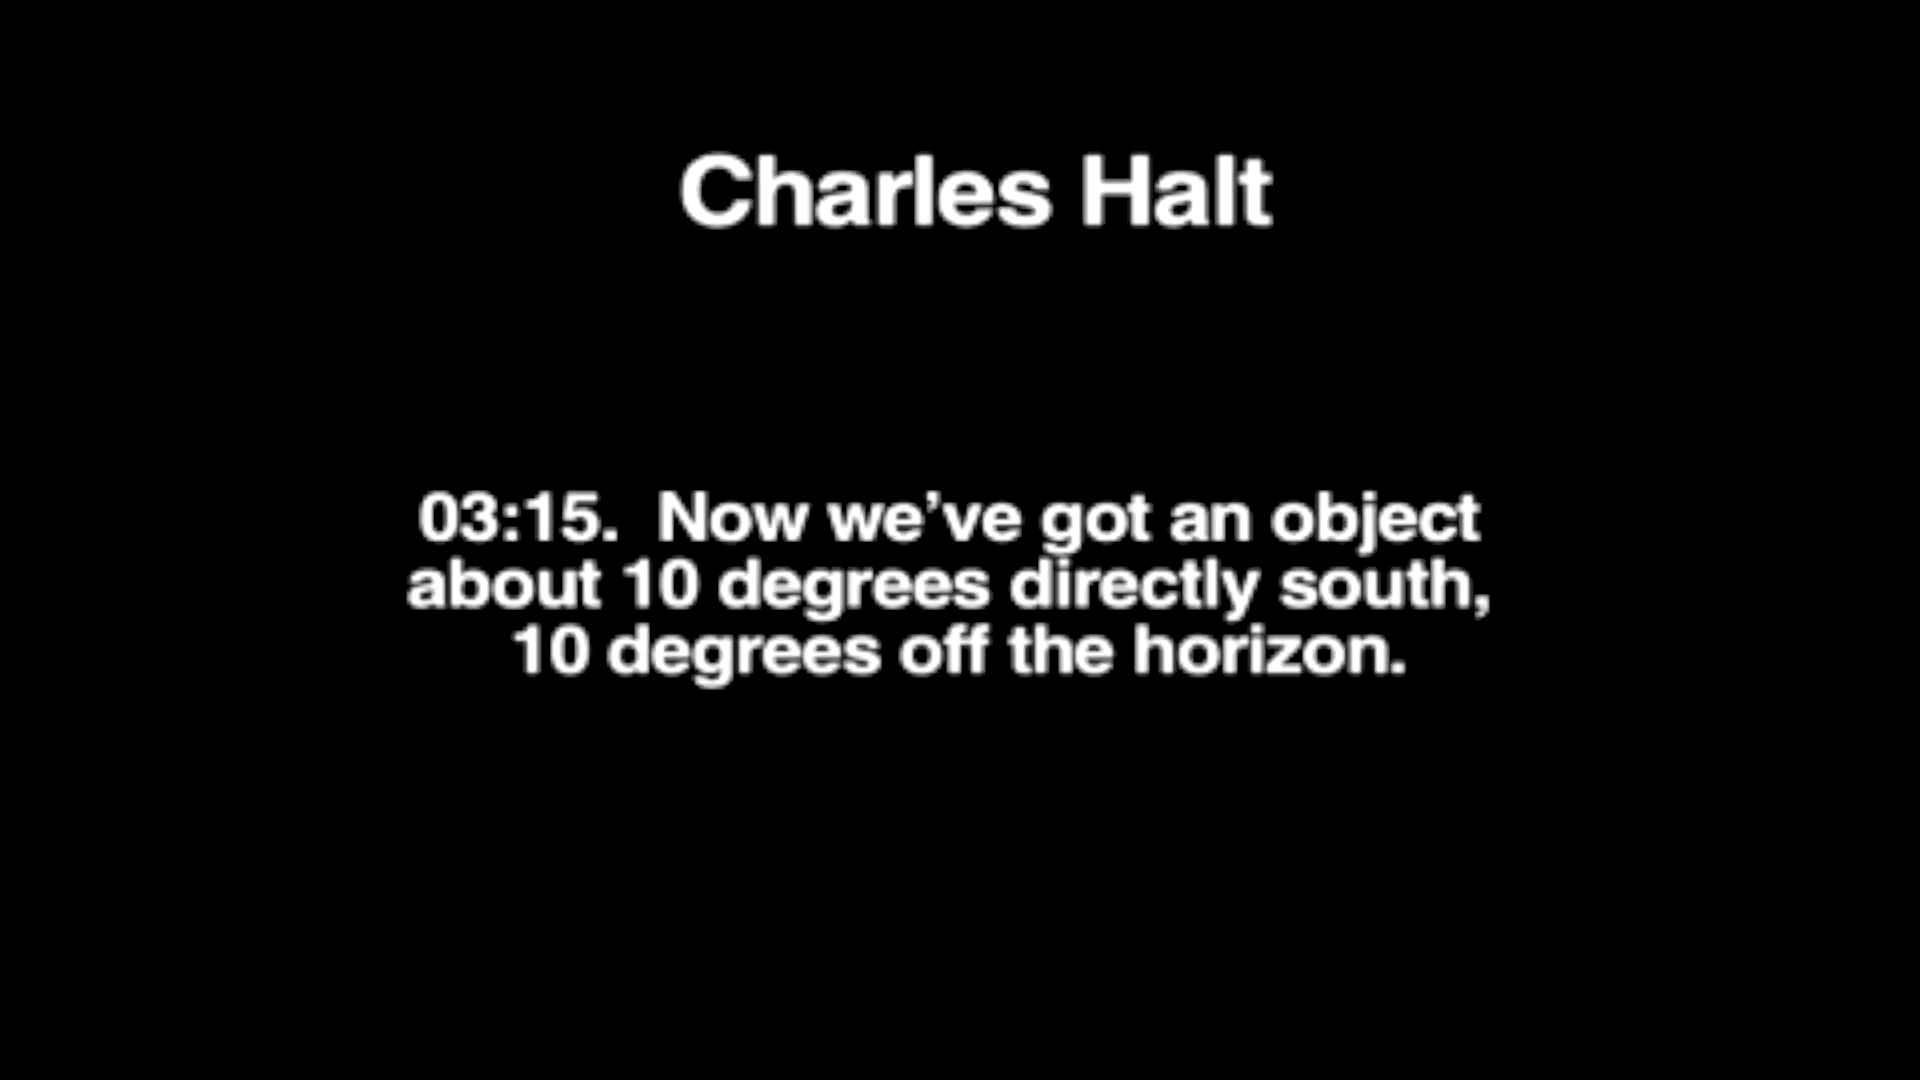 Charles Halt
03:15.  Now we’ve got an object
about 10 degrees directly south,
10 degrees off the horizon.